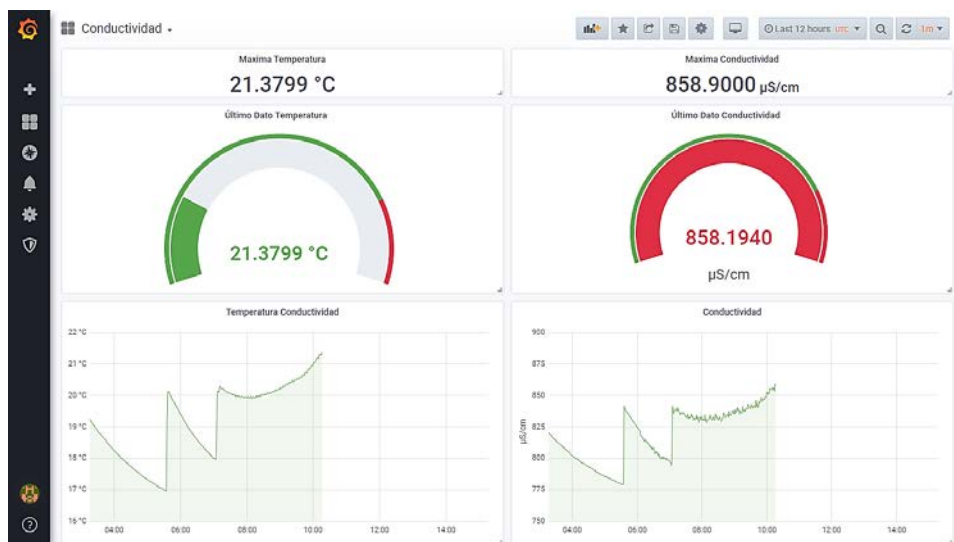 Conductividad
Last 12 hours UTC
1m
Maxima Temperatura
21.3799 °C
Maxima Conductividad
858.9000 µS/cm
Último Dato Temperatura
21.3799 °C
Último Dato Conductividad
858.1940
µS/cm
Temperatura Conductividad
22 °C
21 °C
20 °C
19 °C
18 °C
17 °C
16 °C
04:00 06:00 08:00 10:00 12:00 14:00
Conductividad
µS/cm
900
875
850
825
800
775
750
04:00 06:00 08:00 10:00 12:00 14:00